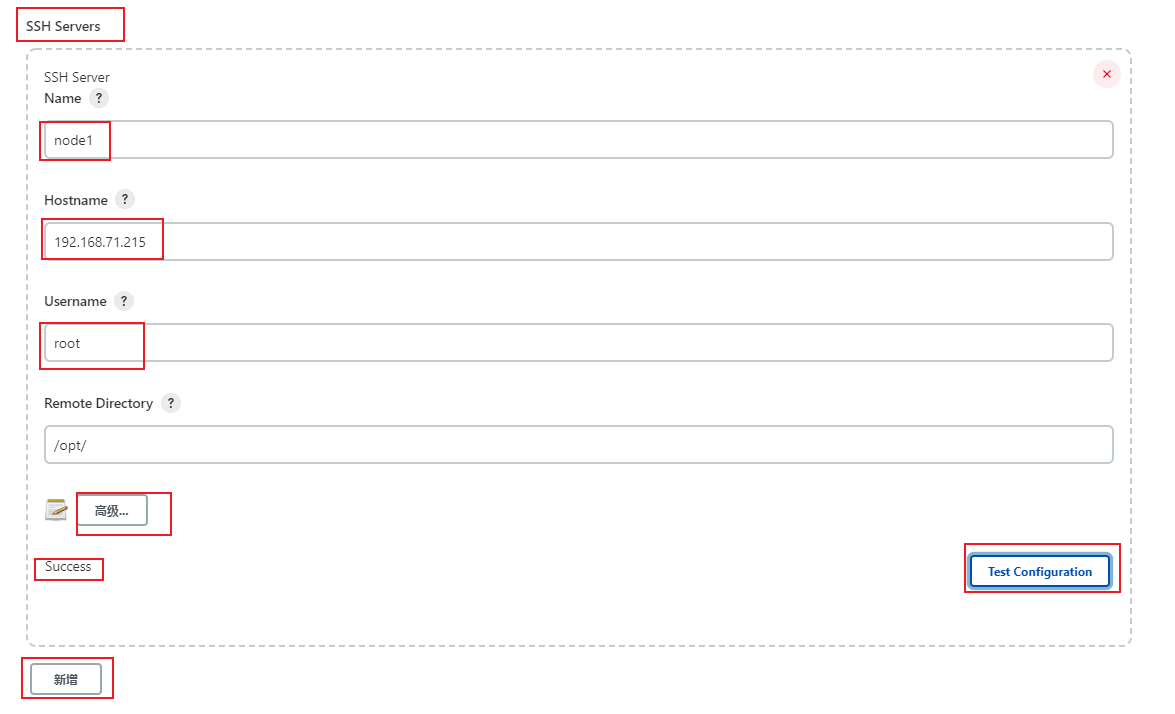 SSH Servers
SSH Server
Name ?
node1
Hostname ?
192.168.71.215
Username ?
root
Remote Directory ?
/opt/
高级...
Success
Test Configuration
新增